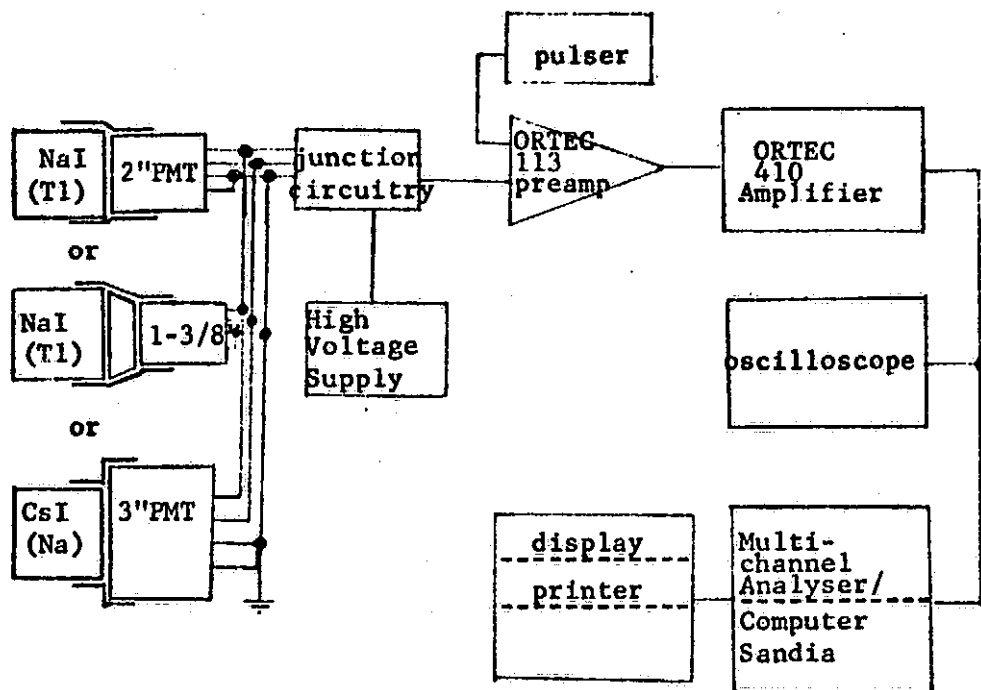 pulser
NaI
(Tl)
2"PMT
junction
circuitry
ORTEC
113
preamp
ORTEC
410
Amplifier
or
NaI
(Tl)
1-3/8"
High
Voltage
Supply
oscilloscope
or
CsI
(Na)
3"PMT
display
printer
Multi-
channel
Analyser/
Computer
Sandia